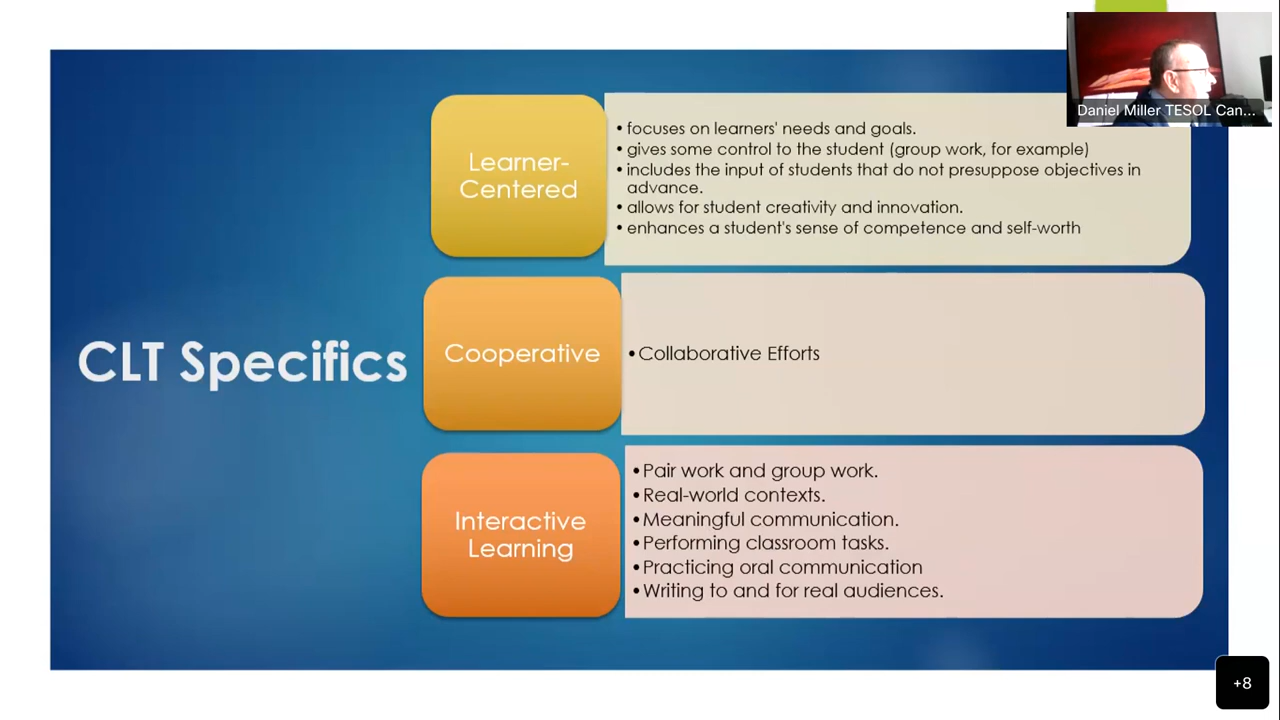 Daniel Miller TESOL Can...
CLT Specifics
Learner-
Centered
• focuses on learners' needs and goals.
• gives some control to the student (group work, for example)
• includes the input of students that do not presuppose objectives in
advance.
• allows for student creativity and innovation.
• enhances a student's sense of competence and self-worth
Cooperative
• Collaborative Efforts
Interactive
Learning
• Pair work and group work.
• Real-world contexts.
• Meaningful communication.
• Performing classroom tasks.
• Practicing oral communication
• Writing to and for real audiences.
+8